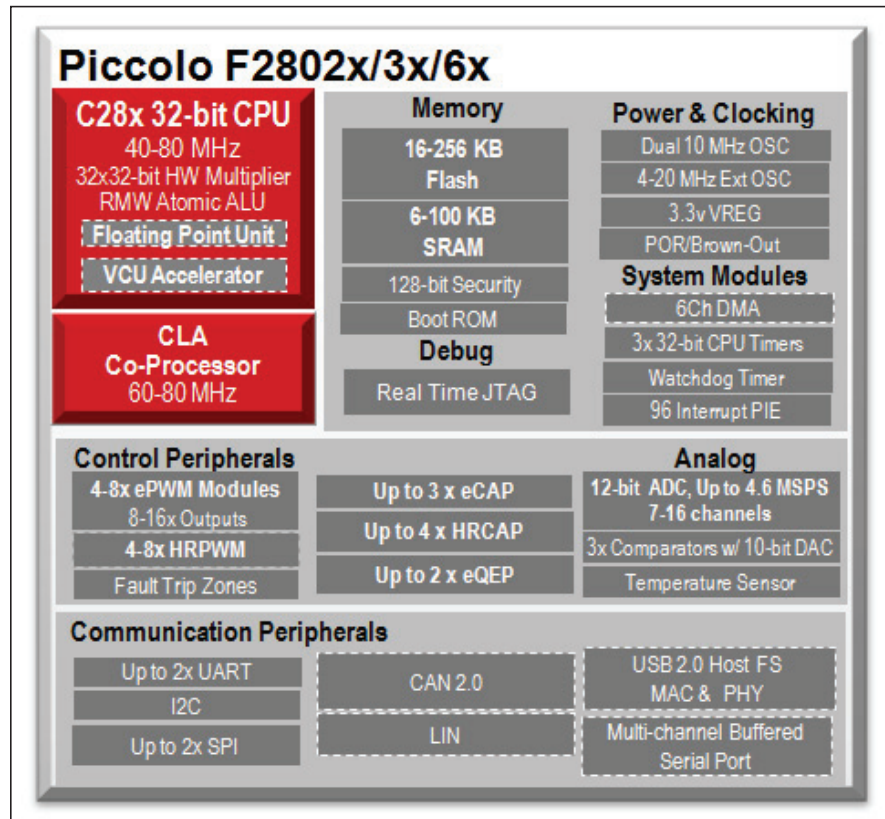 Piccolo F2802x/3x/6x
C28x 32-bit CPU
40-80 MHz
32x32-bit HW Multiplier
RMW Atomic ALU
Floating Point Unit
VCU Accelerator
CLA
Co-Processor
60-80 MHz
Memory
16-256 KB
Flash
6-100 KB
SRAM
128-bit Security
Boot ROM
Debug
Real Time JTAG
Power & Clocking
Dual 10 MHz OSC
4-20 MHz Ext OSC
3.3v VREG
POR/Brown-Out
System Modules
6Ch DMA
3x 32-bit CPU Timers
Watchdog Timer
96 Interrupt PIE
Control Peripherals
4-8x ePWM Modules
8-16x Outputs
4-8x HRPWM
Fault Trip Zones
Up to 3 x eCAP
Up to 4 x HRCAP
Up to 2 x eQEP
Analog
12-bit ADC, Up to 4.6 MSPS
7-16 channels
3x Comparators w/ 10-bit DAC
Temperature Sensor
Communication Peripherals
Up to 2x UART
I2C
Up to 2x SPI
CAN 2.0
LIN
USB 2.0 Host FS
MAC & PHY
Multi-channel Buffered
Serial Port